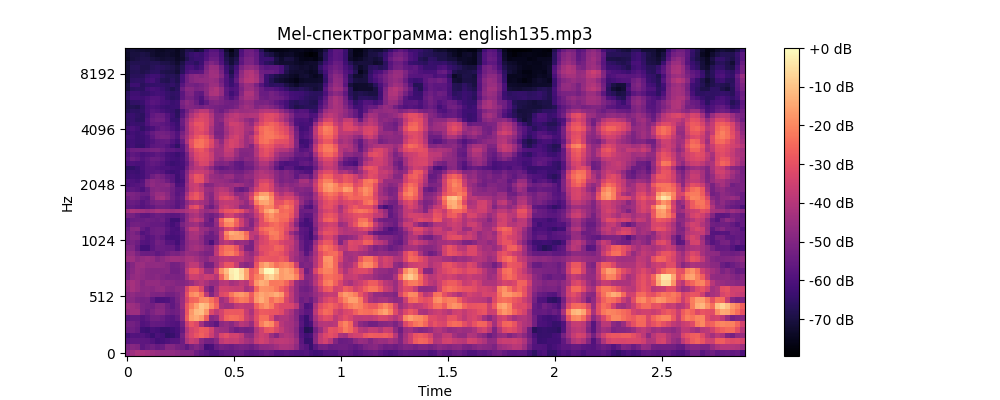 Mel-спектрограмма: english135.mp3
Hz
8192
4096
2048
1024
512
0
0 0.5 1 1.5 2 2.5
Time
+0 dB
-10 dB
-20 dB
-30 dB
-40 dB
-50 dB
-60 dB
-70 dB